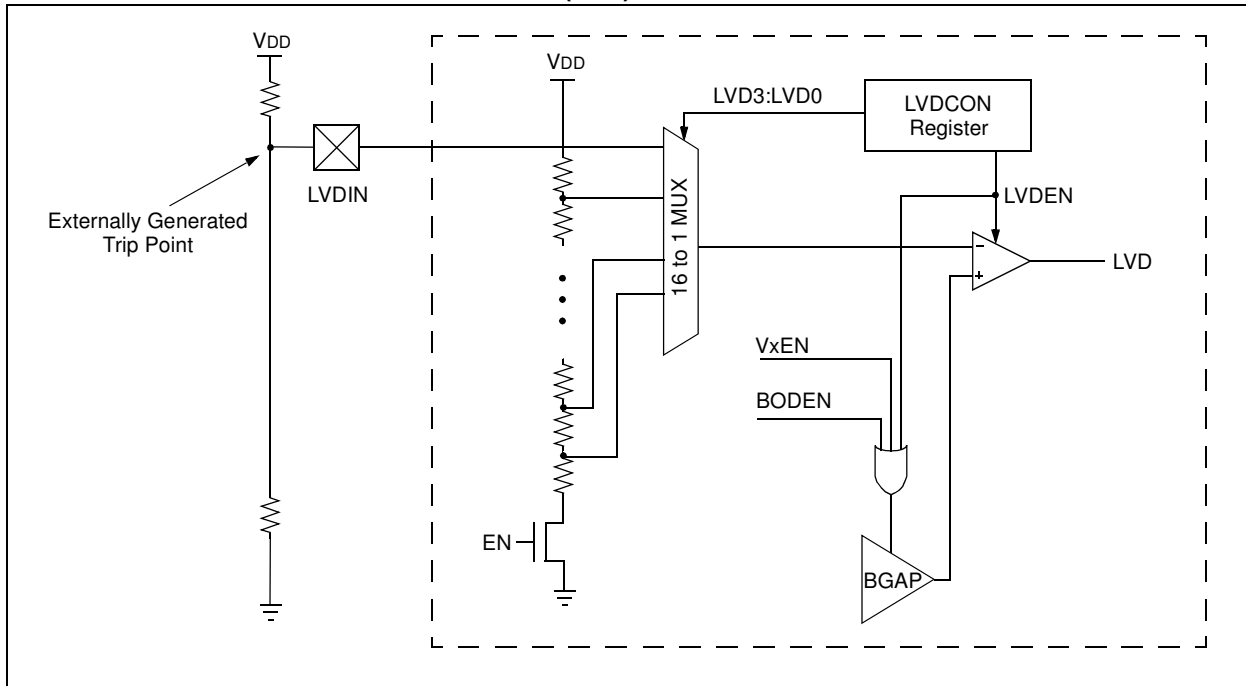 VDD
VDD
LVD3:LVD0
LVDCON
Register
LVDIN
16 to 1 MUX
LVDEN
Externally Generated
Trip Point
–
+
LVD
VxEN
BODEN
EN
BGAP